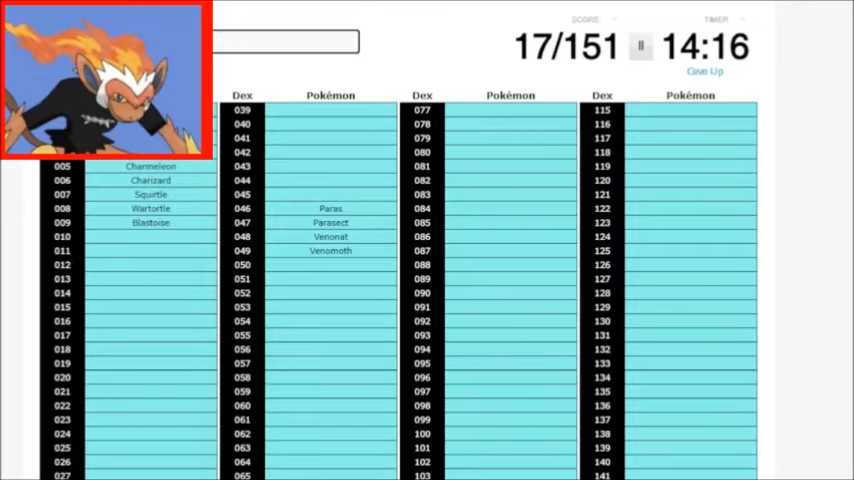 SCORE TIMER
17/151 II 14:16
Give Up
Dex Pokémon Dex Pokémon Dex Pokémon
039 077 115
040 078 116
041 079 117
042 080 118
005 Charmeleon 043 081 119
006 Charizard 044 082 120
007 Squirtle 045 083 121
008 Wartortle 046 Paras 084 122
009 Blastoise 047 Parasect 085 123
010 048 Venonat 086 124
011 049 Venomoth 087 125
012 050 088 126
013 051 089 127
014 052 090 128
015 053 091 129
016 054 092 130
017 055 093 131
018 056 094 132
019 057 095 133
020 058 096 134
021 059 097 135
022 060 098 136
023 061 099 137
024 062 100 138
025 063 101 139
026 064 102 140
027 065 103 141